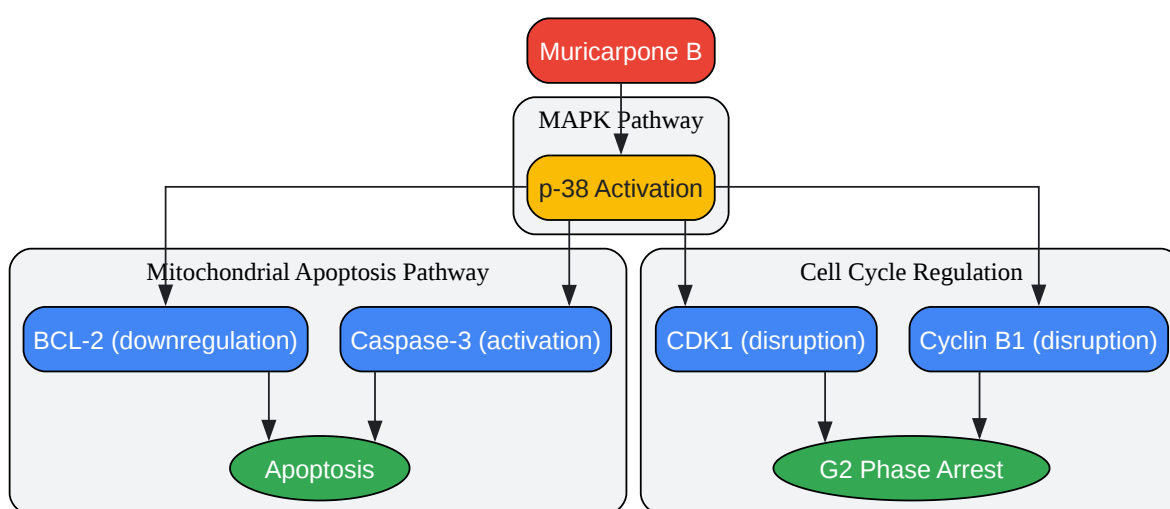 Muricarpone B
MAPK Pathway
p-38 Activation
Mitochondrial Apoptosis Pathway
Cell Cycle Regulation
BCL-2 (downregulation)
Caspase-3 (activation)
CDK1 (disruption)
Cyclin B1 (disruption)
Apoptosis
G2 Phase Arrest